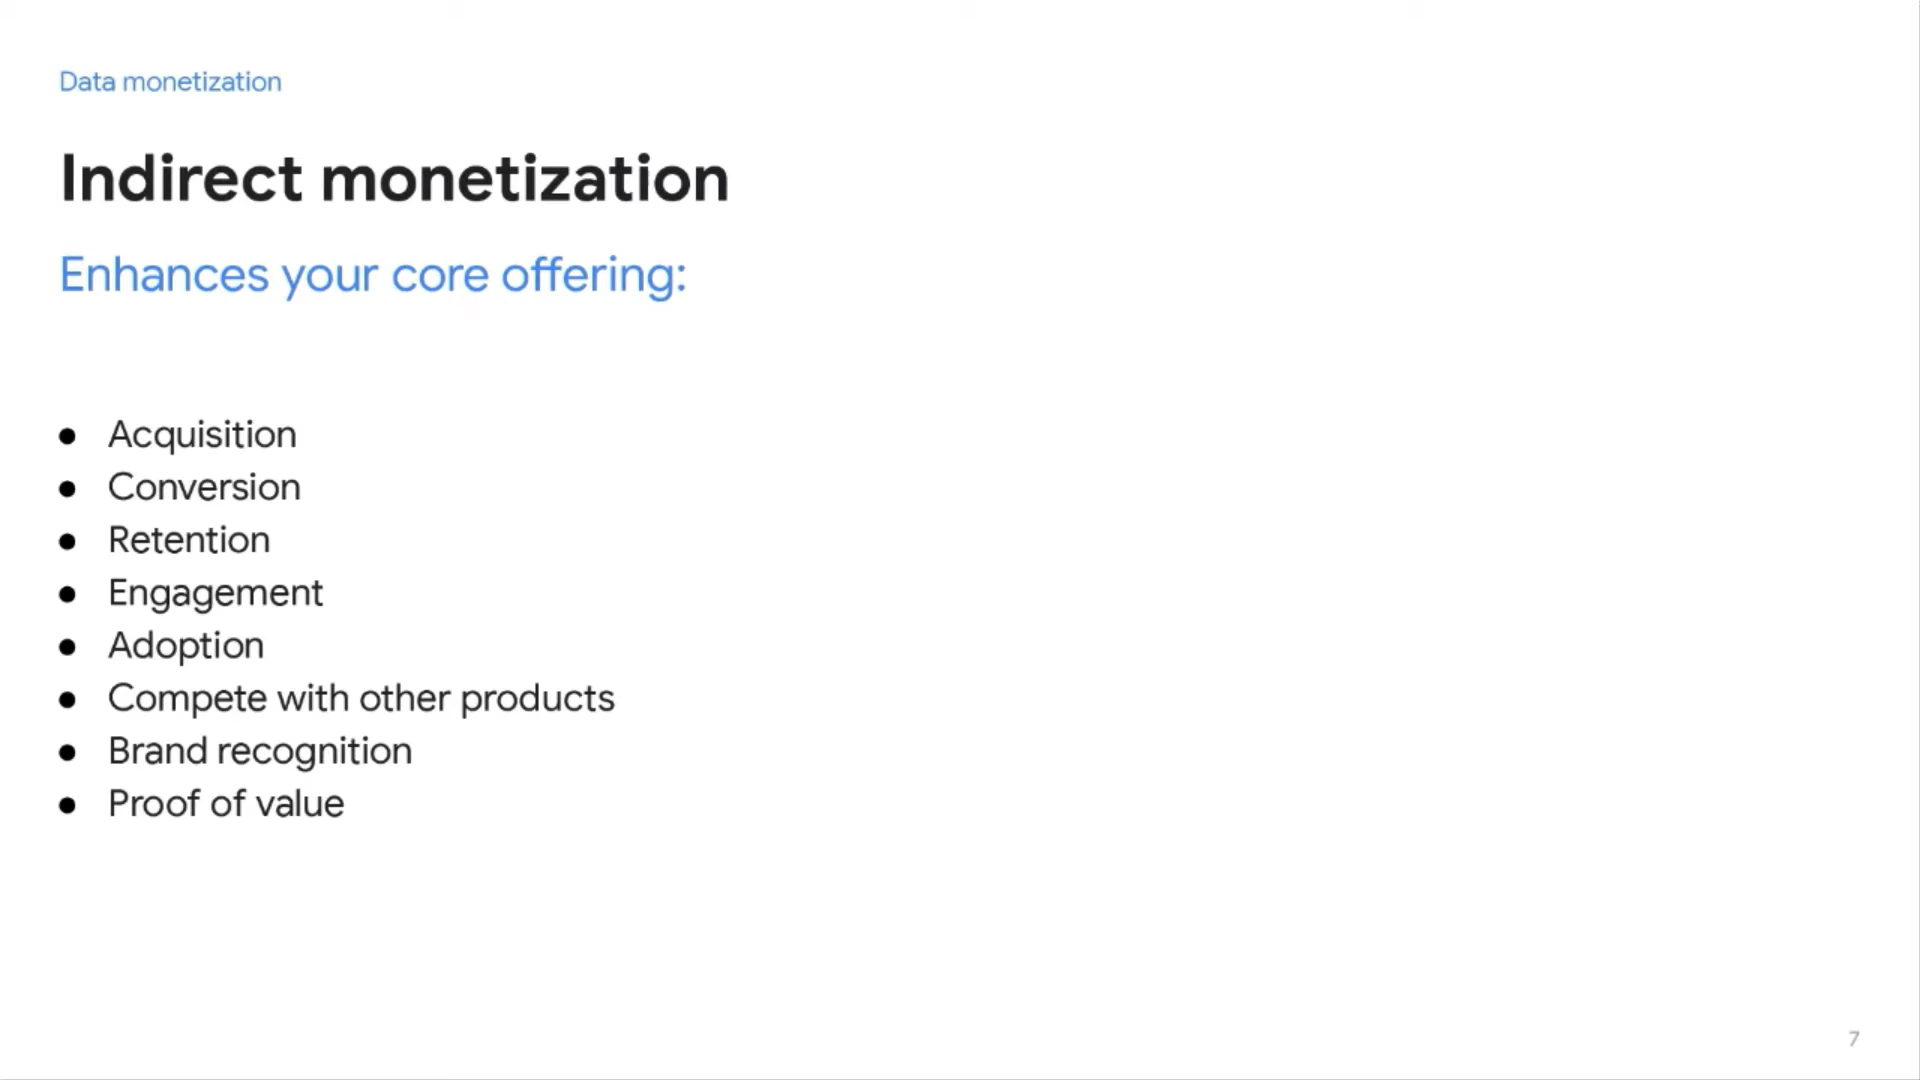 Data monetization
Indirect monetization
Enhances your core offering:
● Acquisition
● Conversion
● Retention
● Engagement
● Adoption
● Compete with other products
● Brand recognition
● Proof of value
7